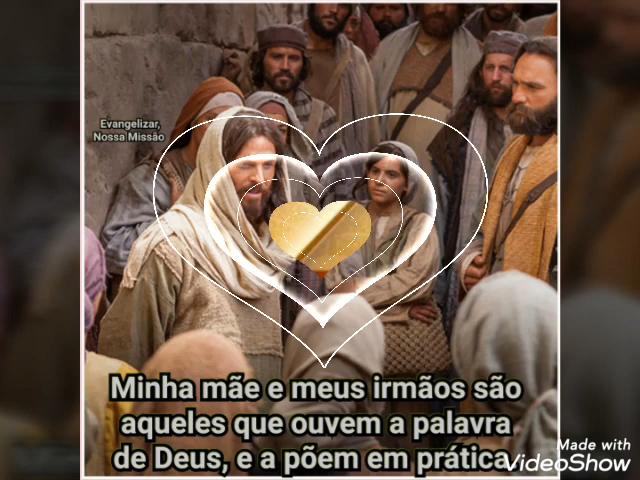 Evangelizar,
Nossa Missão
Minha mãe e meus irmãos são
aqueles que ouvem a palavra
de Deus, e a põem em prática
Made with
VideoShow